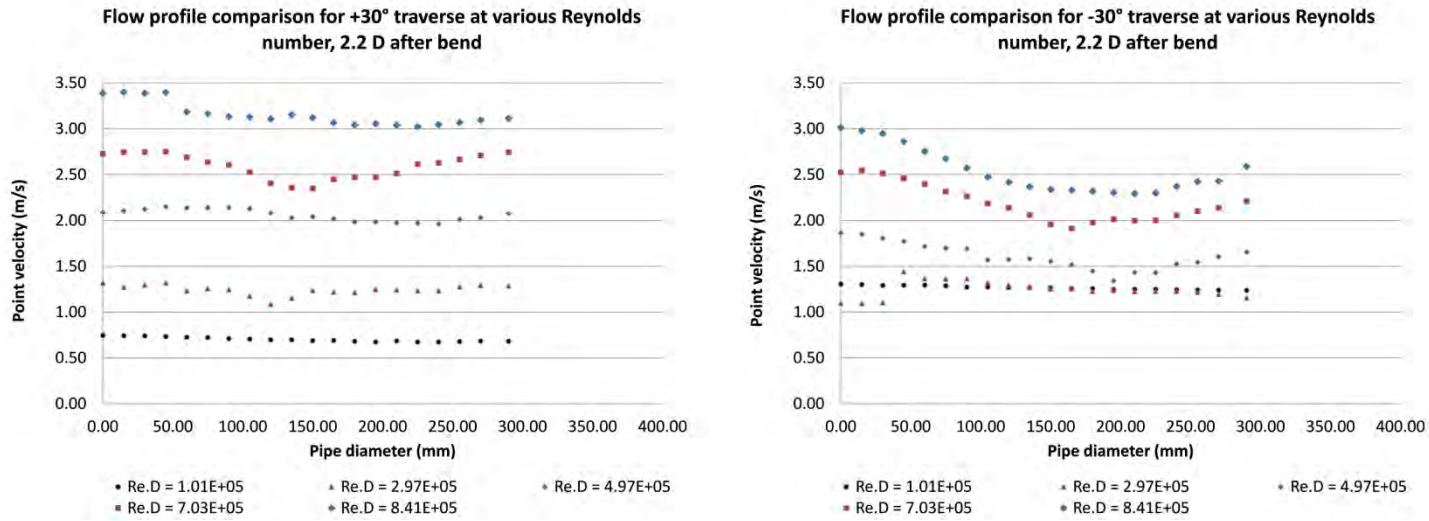 Flow profile comparison for +30° traverse at various Reynolds
number, 2.2 D after bend
3.50
3.00
2.50
2.00
1.50
1.00
0.50
0.00
Point velocity (m/s)
0.00 50.00 100.00 150.00 200.00 250.00 300.00 350.00 400.00
Pipe diameter (mm)
Re.D = 1.01E+05 Re.D = 2.97E+05 Re.D = 4.97E+05
Re.D = 7.03E+05 Re.D = 8.41E+05
Flow profile comparison for -30° traverse at various Reynolds
number, 2.2 D after bend
3.50
3.00
2.50
2.00
1.50
1.00
0.50
0.00
Point velocity (m/s)
0.00 50.00 100.00 150.00 200.00 250.00 300.00 350.00 400.00
Pipe diameter (mm)
Re.D = 1.01E+05 Re.D = 2.97E+05 Re.D = 4.97E+05
Re.D = 7.03E+05 Re.D = 8.41E+05